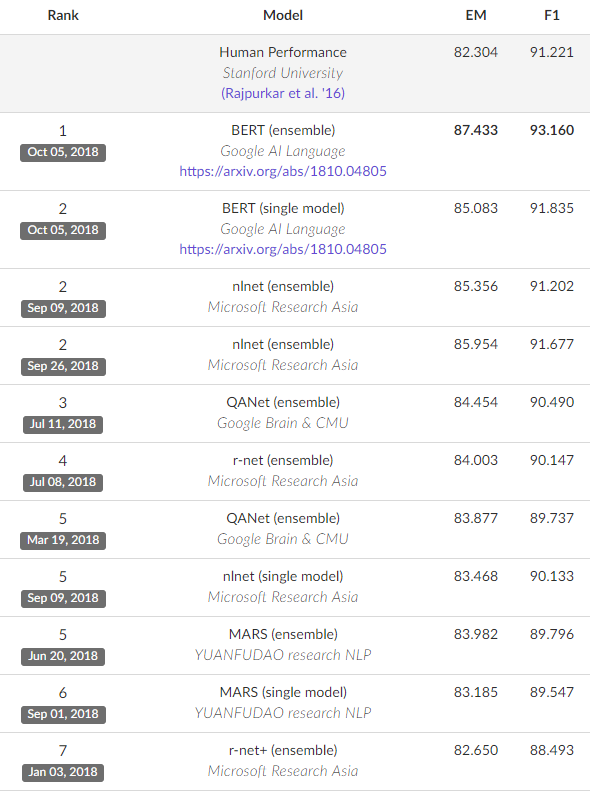 Rank Model EM F1
Human Performance 82.304 91.221
Stanford University
(Rajpurkar et al. '16)
1 BERT (ensemble) 87.433 93.160
Oct 05, 2018 Google AI Language
https://arxiv.org/abs/1810.04805
2 BERT (single model) 85.083 91.835
Oct 05, 2018 Google AI Language
https://arxiv.org/abs/1810.04805
2 nlnet (ensemble) 85.356 91.202
Sep 09, 2018 Microsoft Research Asia
2 nlnet (ensemble) 85.954 91.677
Sep 26, 2018 Microsoft Research Asia
3 QANet (ensemble) 84.454 90.490
Jul 11, 2018 Google Brain & CMU
4 r-net (ensemble) 84.003 90.147
Jul 08, 2018 Microsoft Research Asia
5 QANet (ensemble) 83.877 89.737
Mar 19, 2018 Google Brain & CMU
5 nlnet (single model) 83.468 90.133
Sep 09, 2018 Microsoft Research Asia
5 MARS (ensemble) 83.982 89.796
Jun 20, 2018 YUANFUDAO research NLP
6 MARS (single model) 83.185 89.547
Sep 01, 2018 YUANFUDAO research NLP
7 r-net+ (ensemble) 82.650 88.493
Jan 03, 2018 Microsoft Research Asia